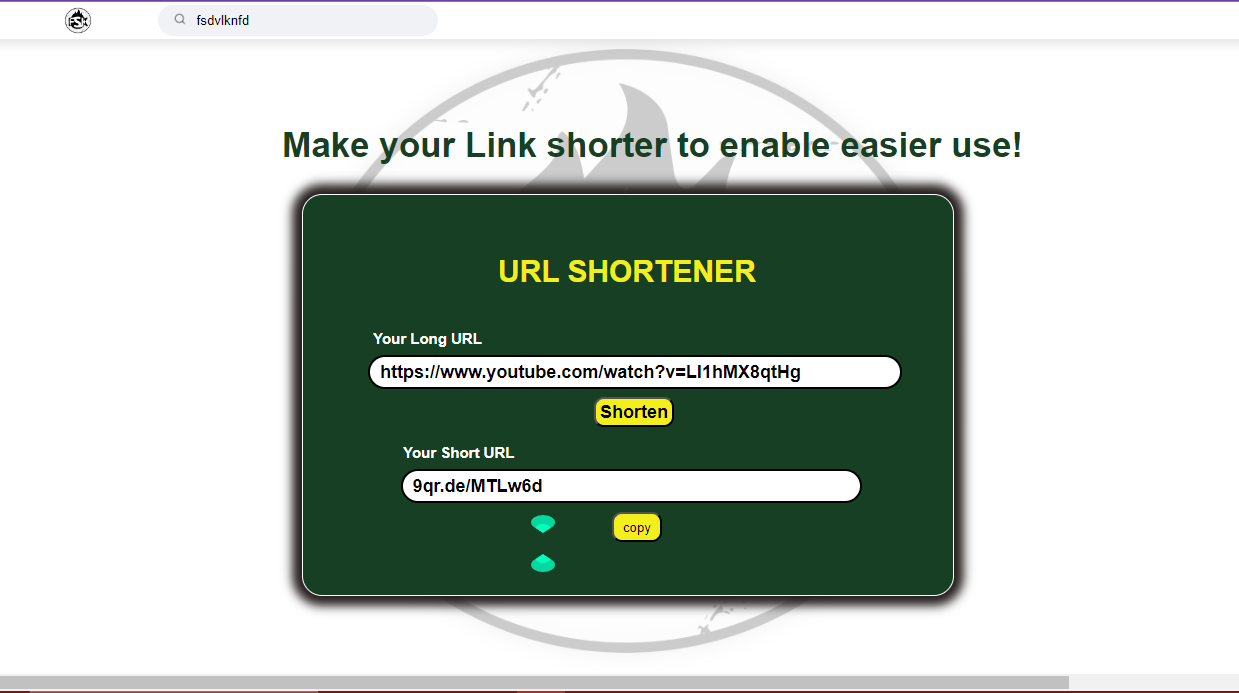 FSK
fsdvlknfd
Make your Link shorter to enable easier use!
URL SHORTENER
Your Long URL
https://www.youtube.com/watch?v=LI1hMX8qtHg
Shorten
Your Short URL
9qr.de/MTLw6d
copy